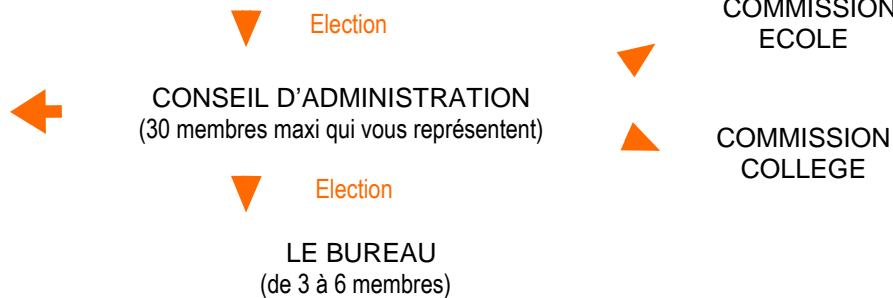 Election
COMMISSION
ECOLE
CONSEIL D'ADMINISTRATION
(30 membres maxi qui vous représentent)
COMMISSION
COLLEGE
Election
LE BUREAU
(de 3 à 6 membres)